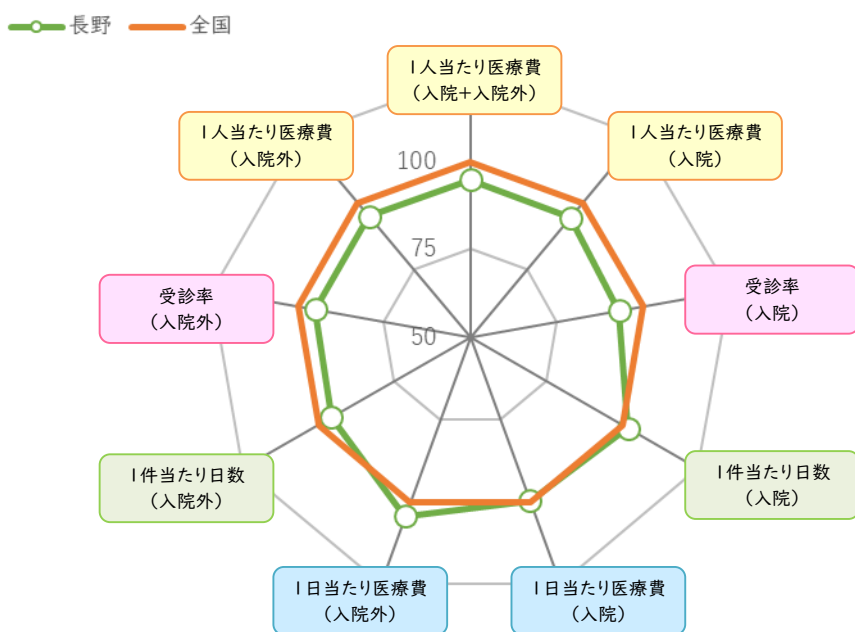 長野 全国
1人当たり医療費
（入院+入院外）
1人当たり医療費
（入院外）
1人当たり医療費
（入院）
100
75
50
受診率
（入院外）
受診率
（入院）
1件当たり日数
（入院外）
1件当たり日数
（入院）
1日当たり医療費
（入院外）
1日当たり医療費
（入院）